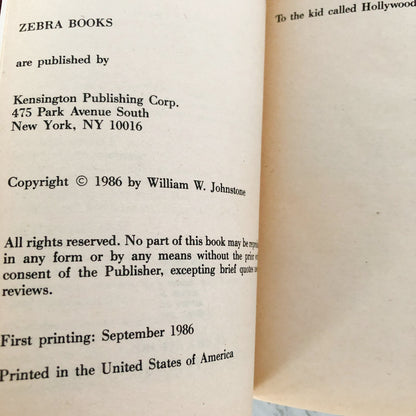 ZEBRA BOOKS
are published by
Kensington Publishing Corp.
475 Park Avenue South
New York, NY 10016
Copyright © 1986 by William W. Johnstone
All rights reserved. No part of this book may be
in any form or by any means without the prior
consent of the Publisher, excepting brief quotes
reviews.
First printing: September 1986
Printed in the United States of America
To the kid called Hollywood